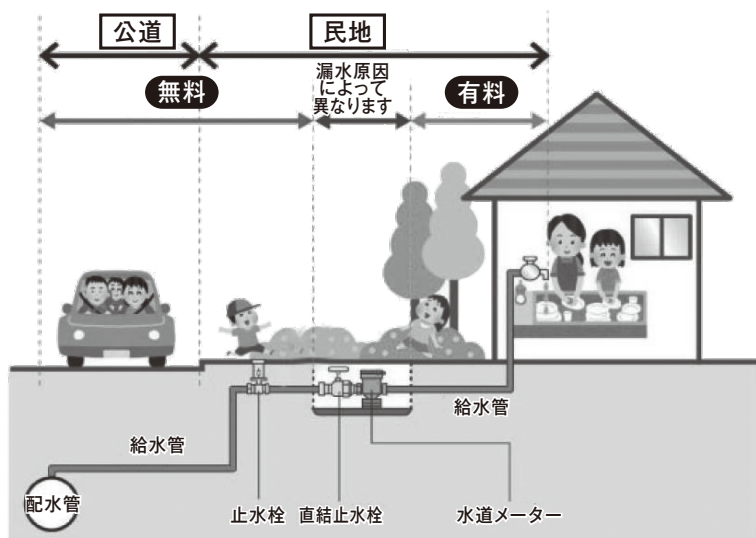 公道
民地
無料
漏水原因
によって
異なります
有料
給水管
給水管
配水管
止水栓
直結止水栓
水道メーター